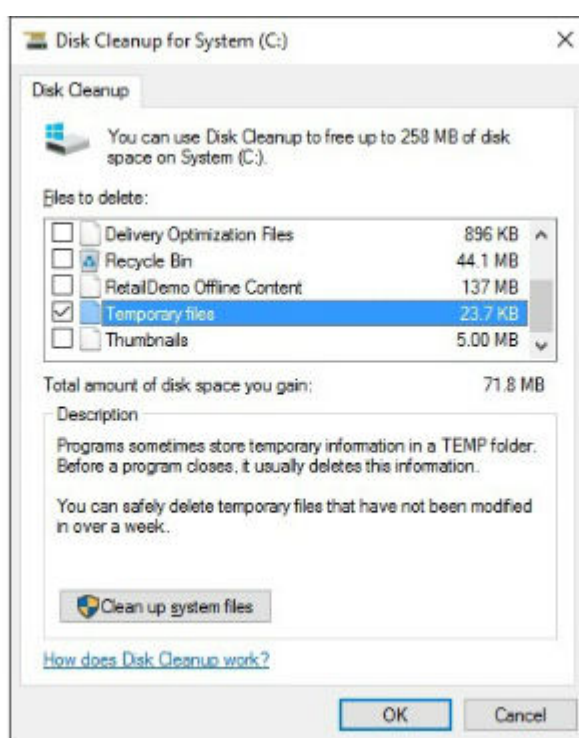 Disk Cleanup for System (C:)
Disk Cleanup
You can use Disk Cleanup to free up to 258 MB of disk
space on System (C:).
Files to delete:
Delivery Optimization Files 896 KB
Recycle Bin 44.1 MB
RetailDemo Offline Content 137 MB
Temporary files 23.7 KB
Thumbnails 5.00 MB
Total amount of disk space you gain: 71.8 MB
Description
Programs sometimes store temporary information in a TEMP folder.
Before a program closes, it usually deletes this information.
You can safely delete temporary files that have not been modified
in over a week.
Clean up system files
How does Disk Cleanup work?
OK Cancel